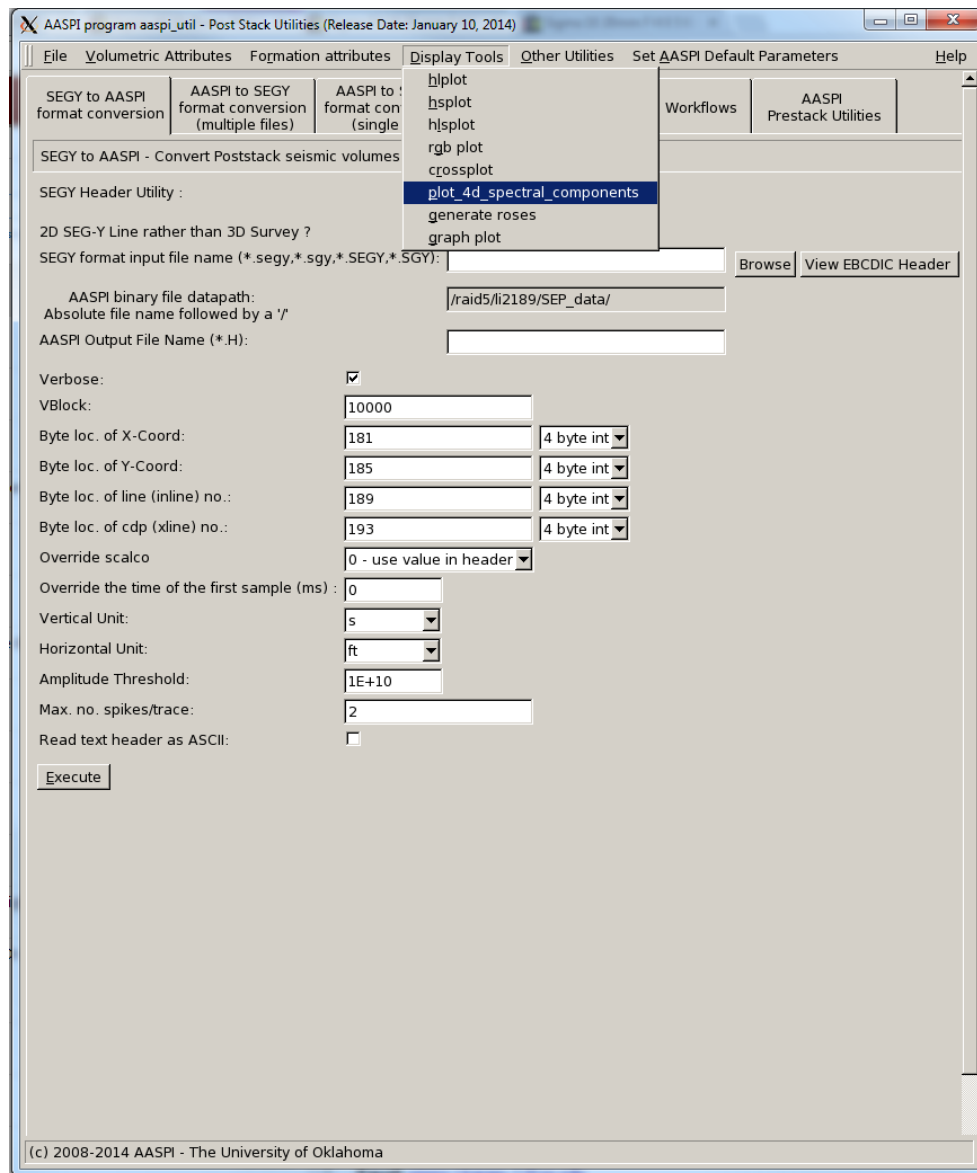 AASPI program aaspi_util - Post Stack Utilities (Release Date: January 10, 2014)
File Volumetric Attributes Formation attributes Display Tools Other Utilities Set AASPI Default Parameters Help
hlplot
hsplot
hlsplot
rgb plot
crossplot
plot_4d_spectral_components
generate roses
graph plot
SEGY to AASPI
format conversion
AASPI to SEGY
format conversion
(multiple files)
AASPI to
format con
(single
Workflows
AASPI
Prestack Utilities
SEGY to AASPI - Convert Poststack seismic volumes
SEGY Header Utility :
2D SEG-Y Line rather than 3D Survey ?
SEGY format input file name (*.segy,*.sgy,*.SEGY,*.SGY): Browse View EBCDIC Header
AASPI binary file datapath: /raid5/li2189/SEP_data/
Absolute file name followed by a '/'
AASPI Output File Name (*.H):
Verbose:
VBlock: 10000
Byte loc. of X-Coord: 181 4 byte int
Byte loc. of Y-Coord: 185 4 byte int
Byte loc. of line (inline) no.: 189 4 byte int
Byte loc. of cdp (xline) no.: 193 4 byte int
Override scalco 0 - use value in header
Override the time of the first sample (ms) : 0
Vertical Unit: s
Horizontal Unit: ft
Amplitude Threshold: 1E+10
Max. no. spikes/trace: 2
Read text header as ASCII:
Execute
(c) 2008-2014 AASPI - The University of Oklahoma